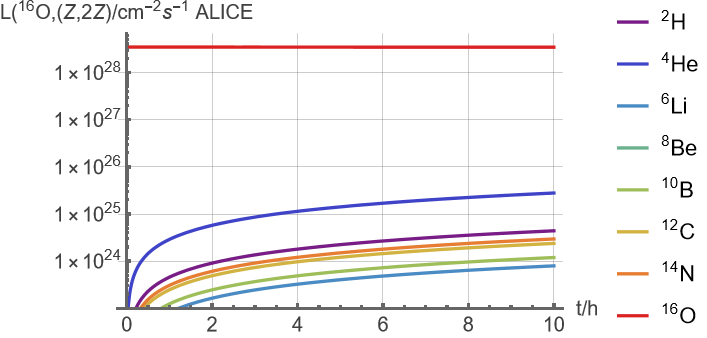 L(¹⁶O,(Z,2Z)/cm⁻²s⁻¹ ALICE
1×10²⁸
1×10²⁷
1×10²⁶
1×10²⁵
1×10²⁴
0 2 4 6 8 10 t/h
²H
⁴He
⁶Li
⁸Be
¹⁰B
¹²C
¹⁴N
¹⁶O